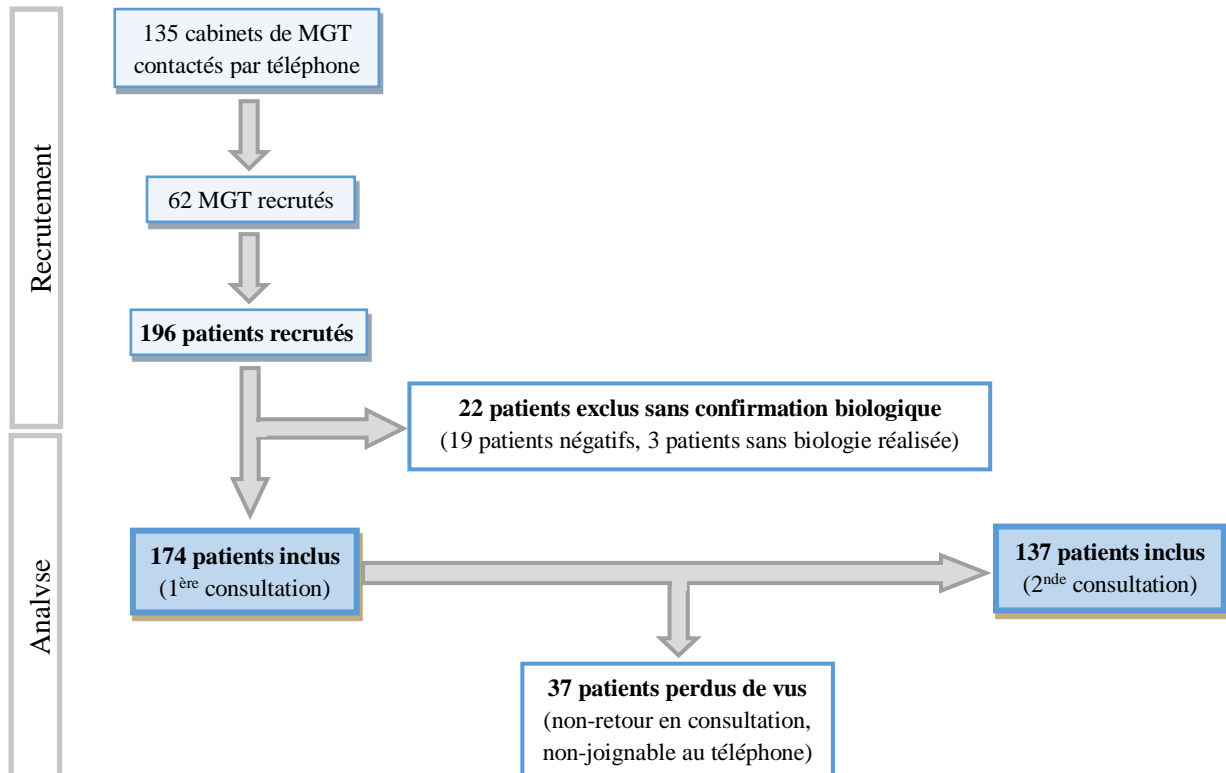 135 cabinets de MGT
contactés par téléphone
Recrutement
62 MGT recrutés
196 patients recrutés
22 patients exclus sans confirmation biologique
(19 patients négatifs, 3 patients sans biologie réalisée)
Analyse
174 patients inclus
(1ère consultation)
137 patients inclus
(2nde consultation)
37 patients perdus de vus
(non-retour en consultation,
non-joignable au téléphone)